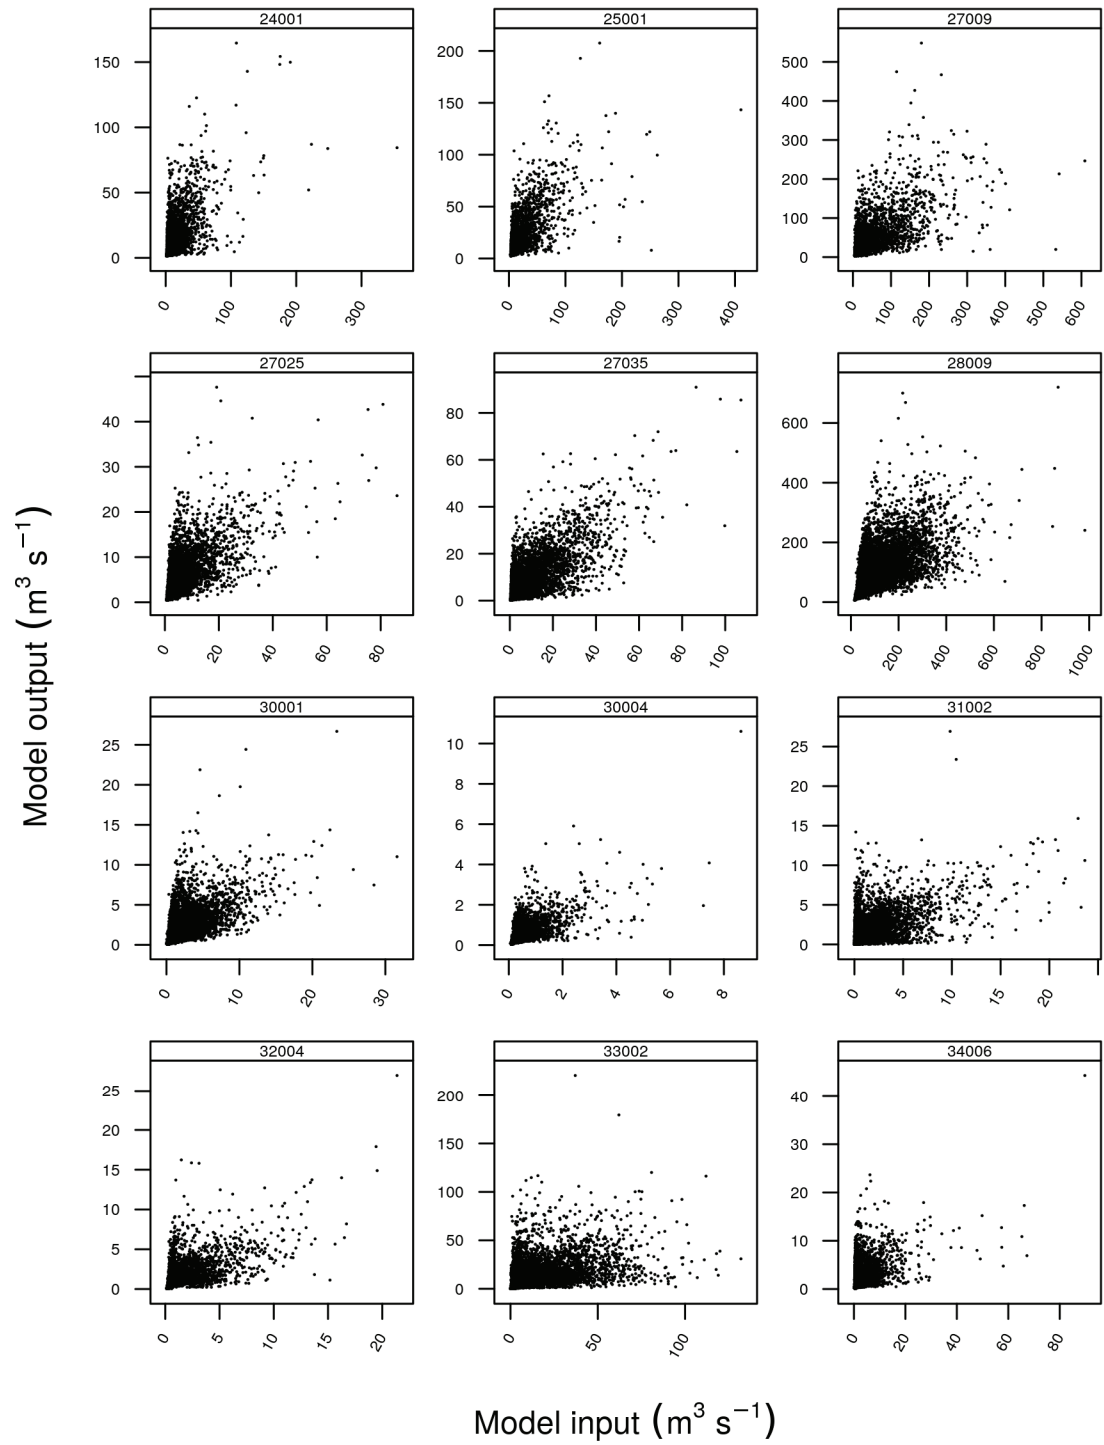 24001 25001 27009
150 100 50 0
0 100 200 300
200 150 100 50 0
0 100 200 300 400
500 400 300 200 100 0
0 100 200 300 400 500 600
27025 27035 28009
40 30 20 10 0
0 20 40 60 80
80 60 40 20 0
0 20 40 60 80 100
600 400 200 0
0 200 400 600 800 1000
30001 30004 31002
25 20 15 10 5 0
0 10 20 30
10 8 6 4 2 0
0 2 4 6 8
25 20 15 10 5 0
0 5 10 15 20
32004 33002 34006
25 20 15 10 5 0
0 5 10 15 20
200 150 100 50 0
0 50 100
40 30 20 10 0
0 20 40 60 80
Model output (m³ s⁻¹)
Model input (m³ s⁻¹)